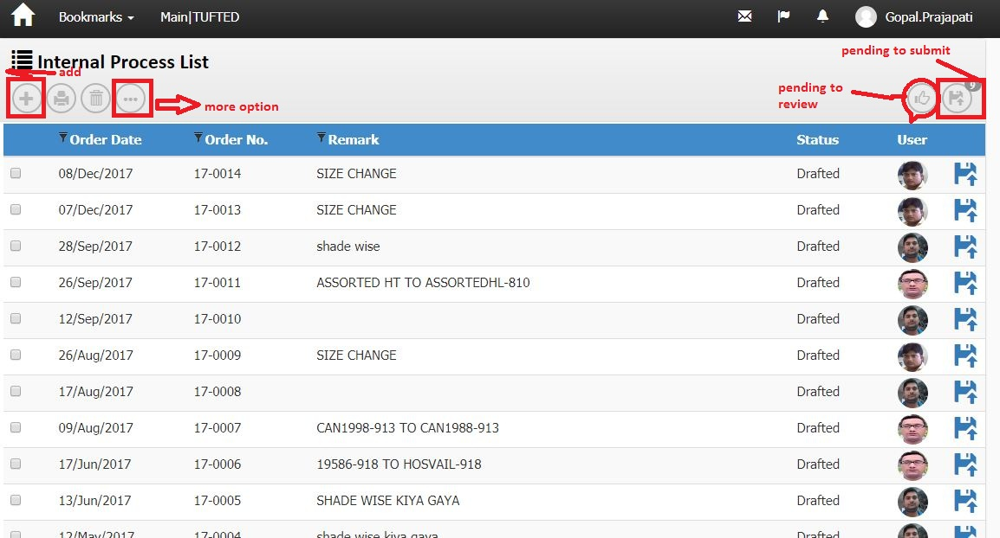 Bookmarks Main|TUFTED Gopal.Prajapati
Internal Process List
add
more option
pending to submit
pending to
review
9
Order Date Order No. Remark Status User
08/Dec/2017 17-0014 SIZE CHANGE Drafted
07/Dec/2017 17-0013 SIZE CHANGE Drafted
28/Sep/2017 17-0012 shade wise Drafted
26/Sep/2017 17-0011 ASSORTED HT TO ASSORTEDHL-810 Drafted
12/Sep/2017 17-0010 Drafted
26/Aug/2017 17-0009 SIZE CHANGE Drafted
17/Aug/2017 17-0008 Drafted
09/Aug/2017 17-0007 CAN1998-913 TO CAN1988-913 Drafted
17/Jun/2017 17-0006 19586-918 TO HOSVAIL-918 Drafted
13/Jun/2017 17-0005 SHADE WISE KIYA GAYA Drafted
12/May/2017 17-0004 shade wise kiya gaya Drafted